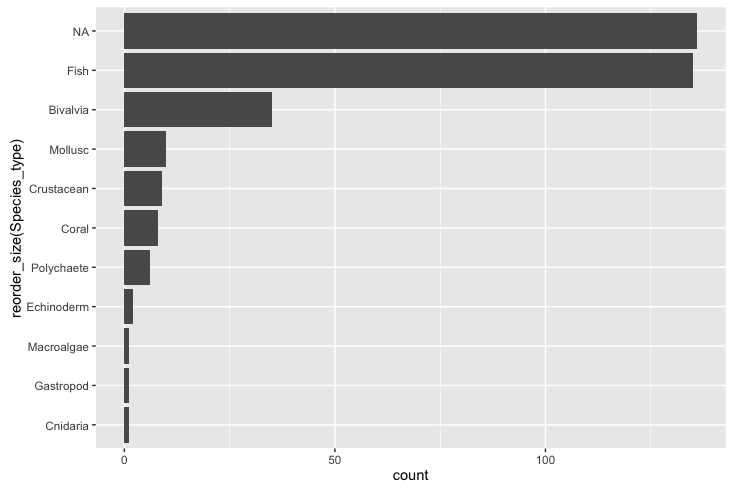 NA
Fish
Bivalvia
Mollusc
Crustacean
Coral
Polychaete
Echinoderm
Macroalgae
Gastropod
Cnidaria
reorder_size(Species_type)
0 50 100
count